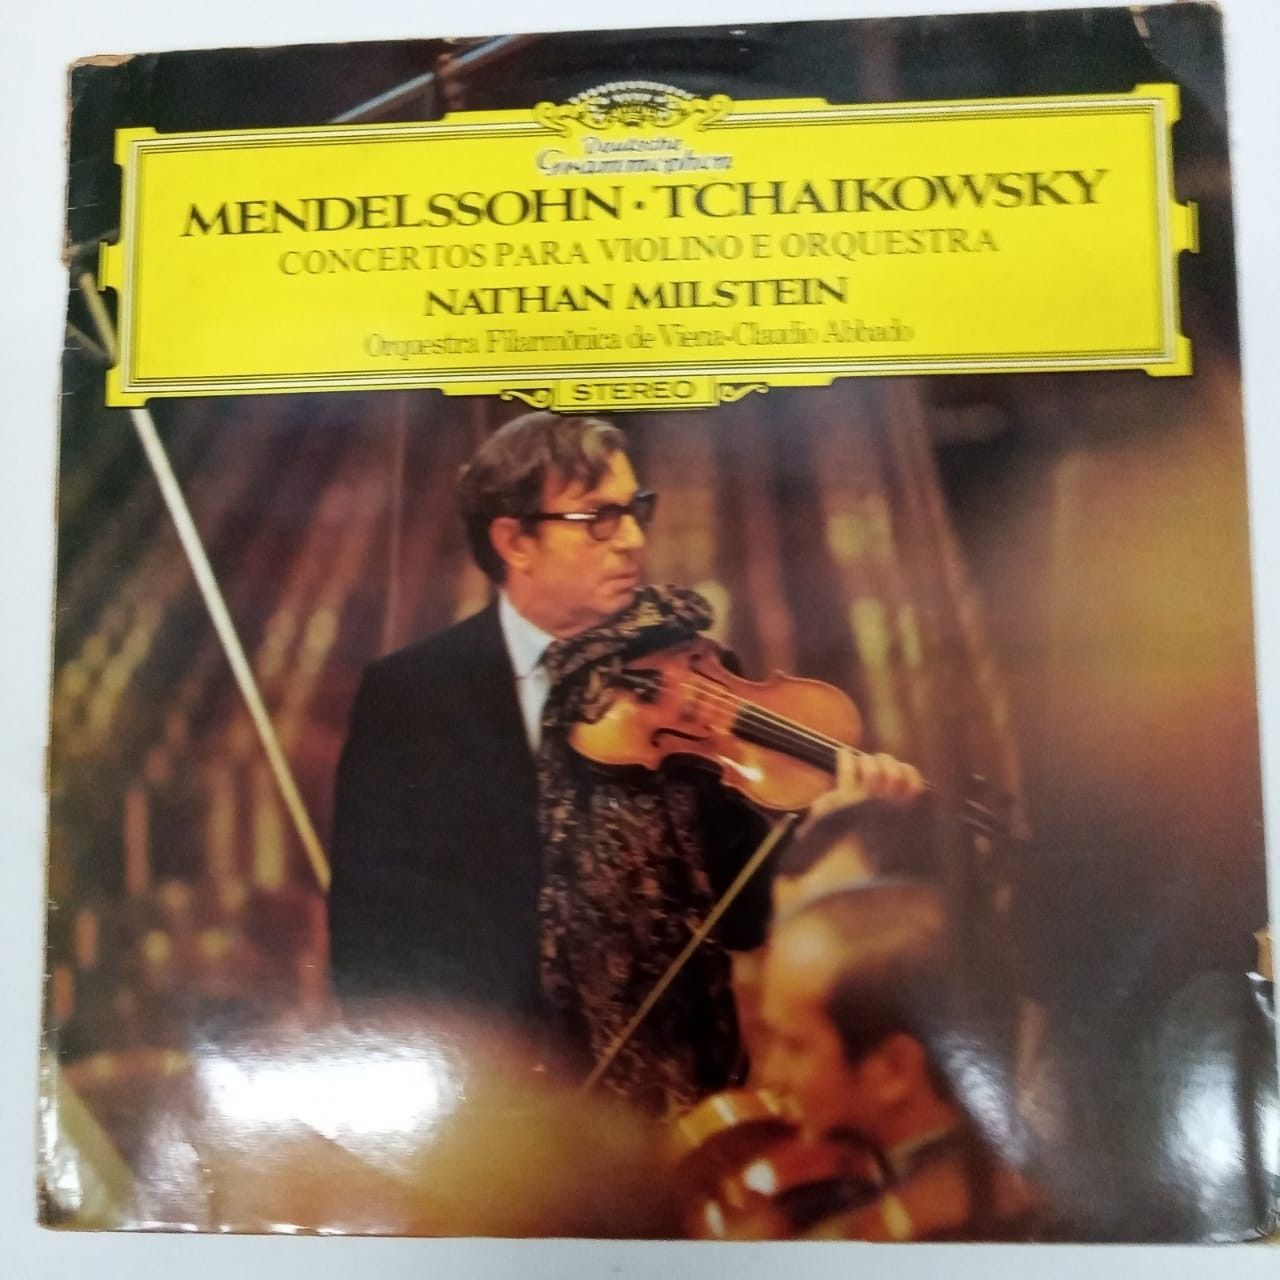 Deutsche
Grammophon
MENDELSSOHN · TCHAIKOWSKY
CONCERTOS PARA VIOLINO E ORQUESTRA
NATHAN MILSTEIN
Orquestra Filarmônica de Viena-Claudio Abbado
STEREO